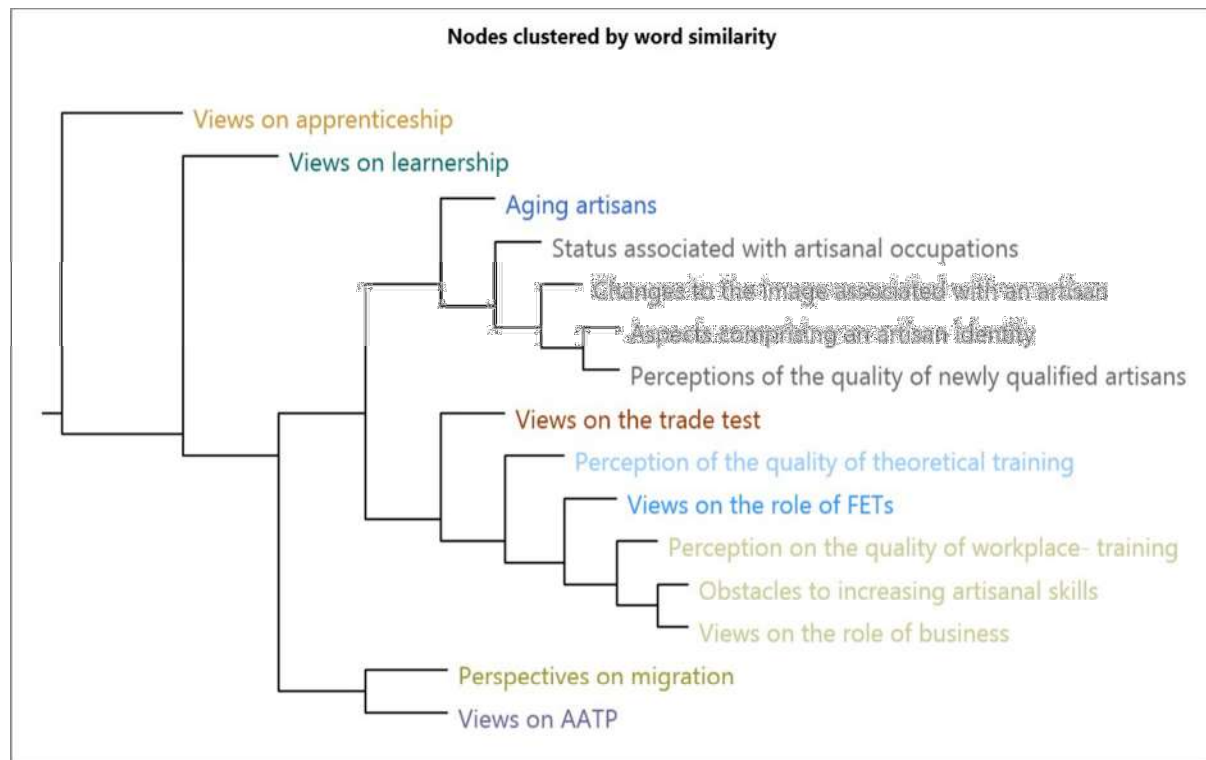 Nodes clustered by word similarity
Views on apprenticeship
Views on learnership
Aging artisans
Status associated with artisanal occupations
Changes to the image associated with an artisan
Aspects comprising an artisan identity
Perceptions of the quality of newly qualified artisans
Views on the trade test
Perception of the quality of theoretical training
Views on the role of FETs
Perception on the quality of workplace- training
Obstacles to increasing artisanal skills
Views on the role of business
Perspectives on migration
Views on AATP